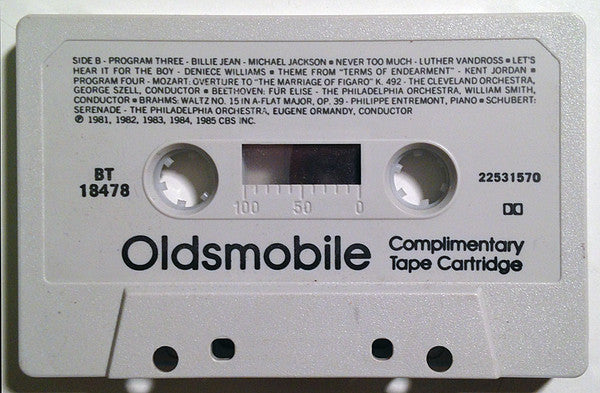 SIDE B - PROGRAM THREE - BILLIE JEAN - MICHAEL JACKSON ■ NEVER TOO MUCH - LUTHER VANDROSS ■ LET'S
HEAR IT FOR THE BOY - DENIECE WILLIAMS ■ THEME FROM "TERMS OF ENDEARMENT" - KENT JORDAN ■
PROGRAM FOUR - MOZART: OVERTURE TO "THE MARRIAGE OF FIGARO" K. 492 - THE CLEVELAND ORCHESTRA,
GEORGE SZELL, CONDUCTOR ■ BEETHOVEN: FÜR ELISE - THE PHILADELPHIA ORCHESTRA, WILLIAM SMITH,
CONDUCTOR ■ BRAHMS: WALTZ NO. 15 IN A-FLAT MAJOR, OP. 39 - PHILIPPE ENTREMONT, PIANO ■ SCHUBERT:
SERENADE - THE PHILADELPHIA ORCHESTRA, EUGENE ORMANDY, CONDUCTOR
℗ 1981, 1982, 1983, 1984, 1985 CBS INC.
BT
18478
22531570
100 50 0
Oldsmobile
Complimentary
Tape Cartridge